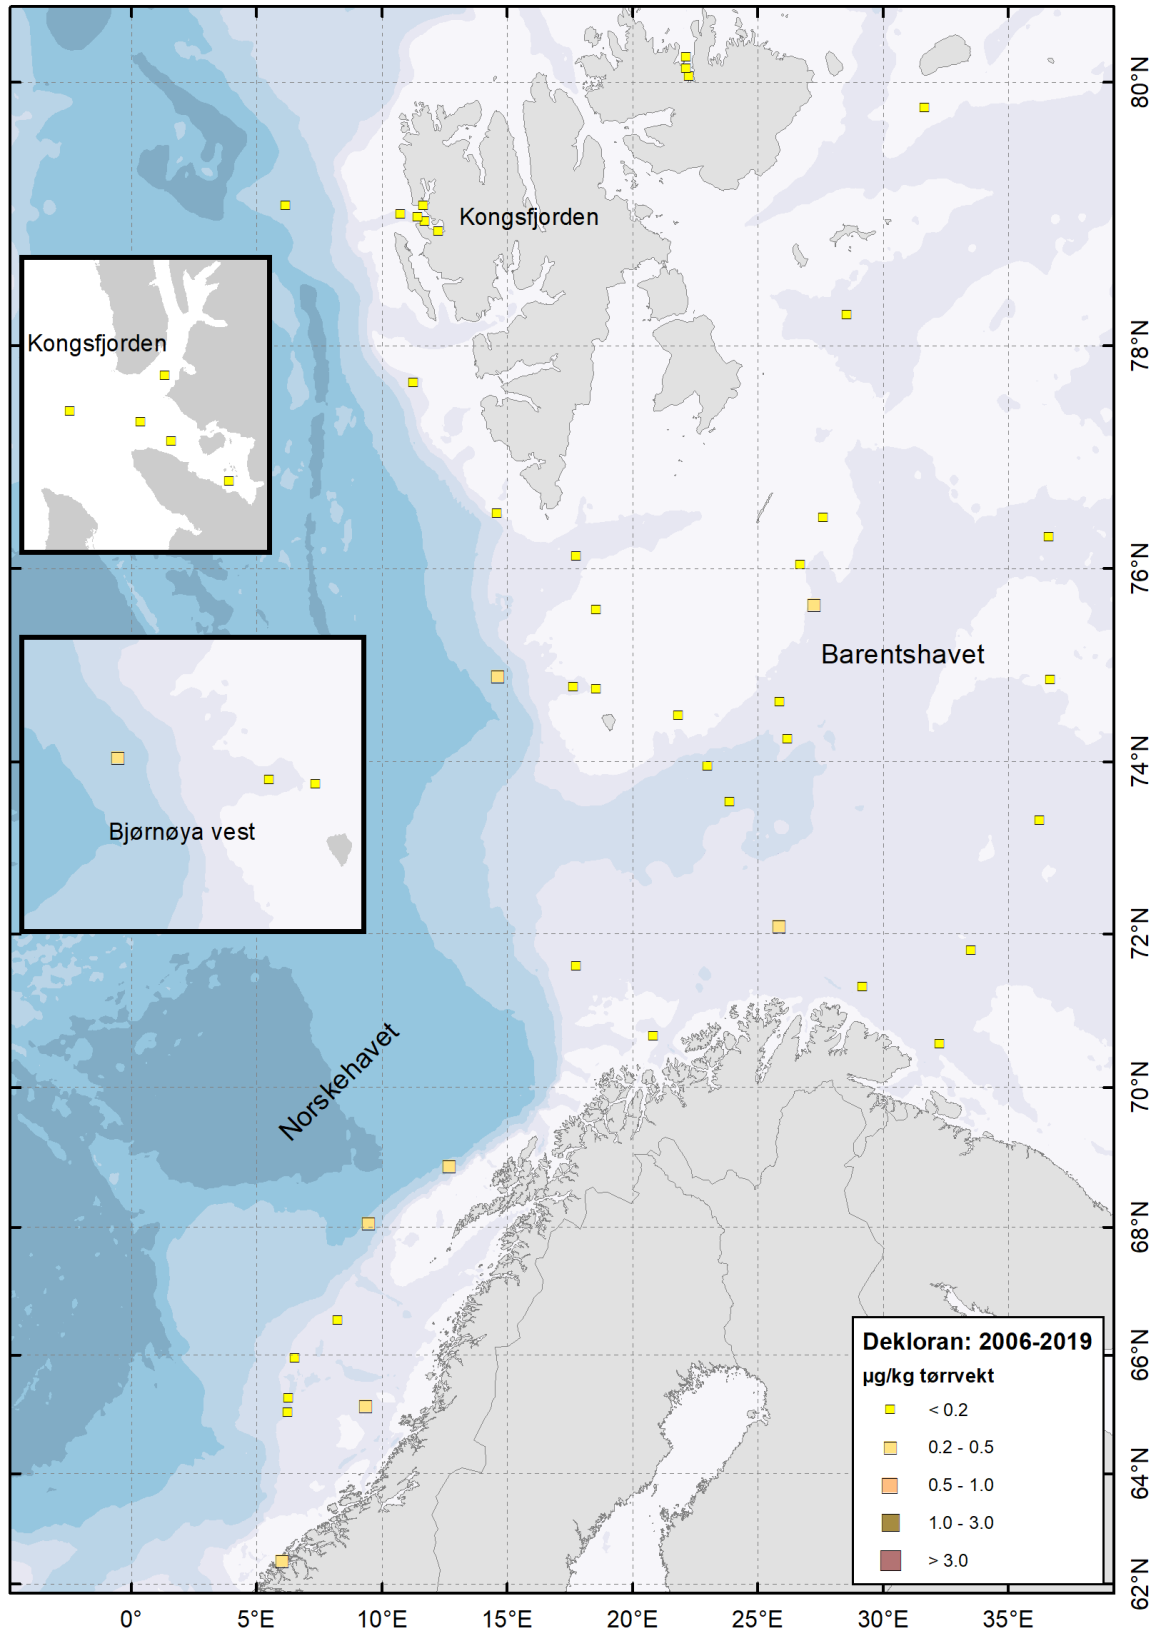 80°N
Kongsfjorden
Kongsfjorden
78°N
76°N
Barentshavet
74°N
Bjørnøya vest
72°N
Norskehavet
70°N
68°N
66°N
64°N
62°N
Dekloran: 2006-2019
µg/kg tørrvekt
< 0.2
0.2 - 0.5
0.5 - 1.0
1.0 - 3.0
> 3.0
0° 5°E 10°E 15°E 20°E 25°E 30°E 35°E